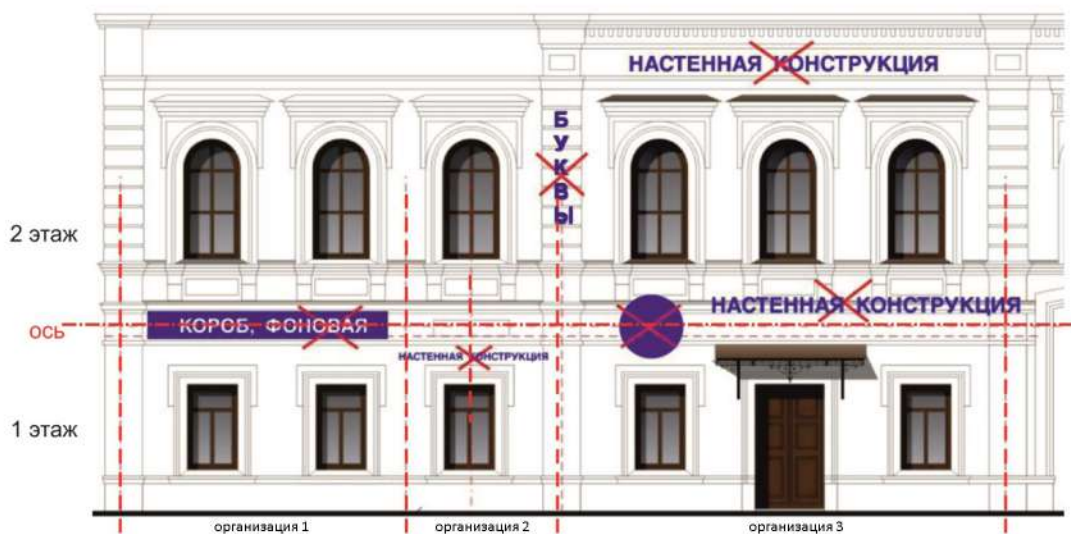 НАСТЕННАЯ КОНСТРУКЦИЯ
БУКВЫ
2 этаж
НАСТЕННАЯ КОНСТРУКЦИЯ
ось
КОРОБ, ФОНОВАЯ
НАСТЕННАЯ КОНСТРУКЦИЯ
1 этаж
организация 1
организация 2
организация 3